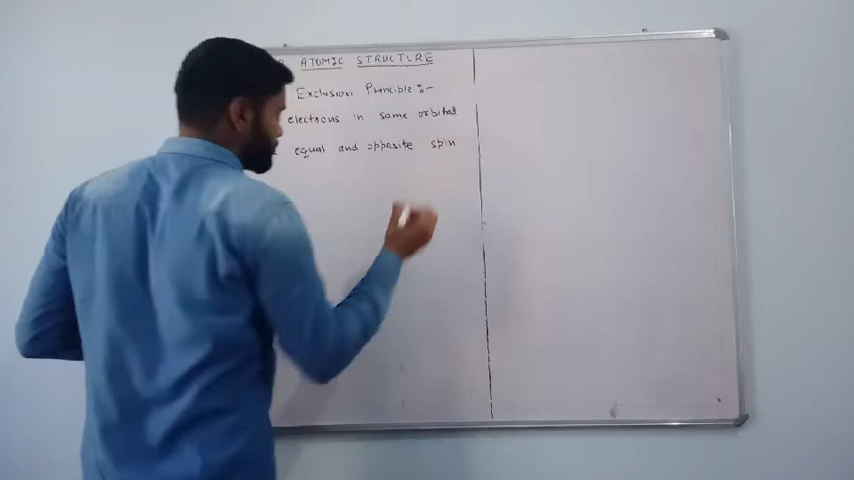 ATOMIC STRUCTURE
Exclusion Principle :-
electrons in same orbital
equal and opposite spin